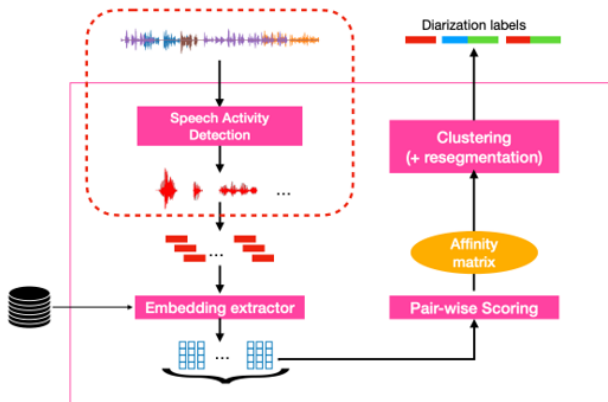 Diarization labels
Speech Activity
Detection
Clustering
(+ resegmentation)
...
...
Affinity
matrix
Embedding extractor
Pair-wise Scoring
...